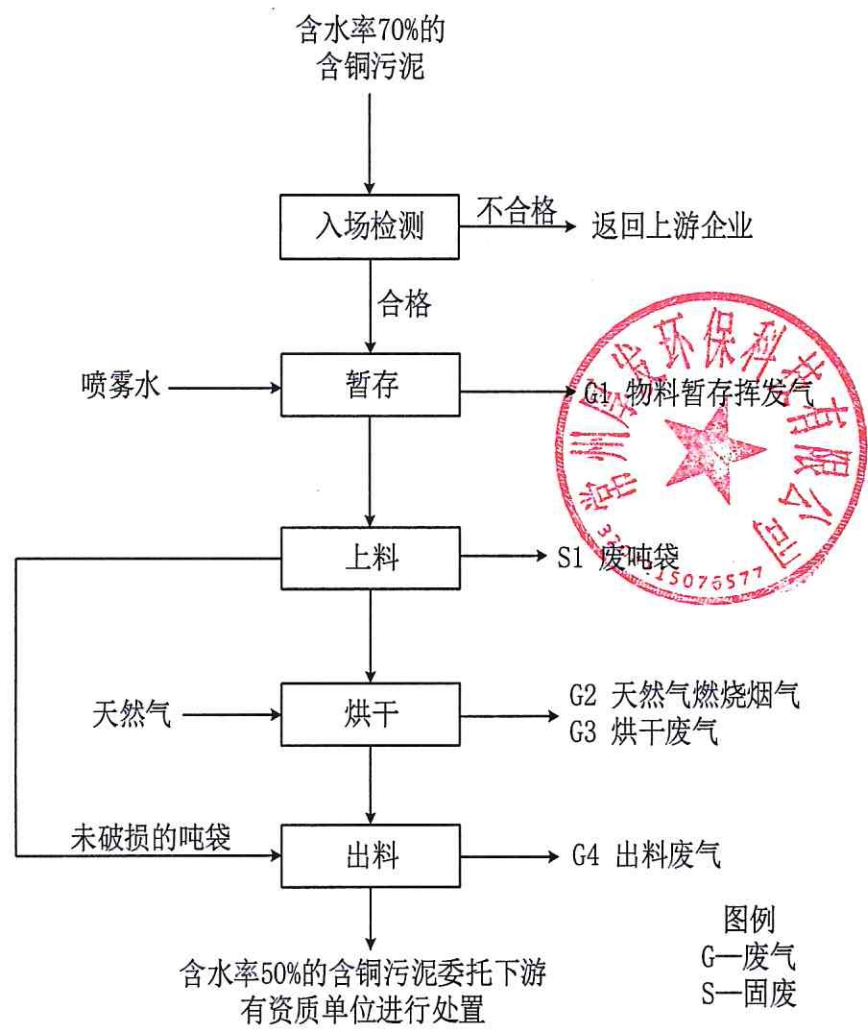 含水率70%的
含铜污泥
入场检测
不合格
返回上游企业
合格
喷雾水
暂存
G1 物料暂存挥发气
上料
S1 废吨袋
天然气
烘干
G2 天然气燃烧烟气
G3 烘干废气
未破损的吨袋
出料
G4 出料废气
含水率50%的含铜污泥委托下游
有资质单位进行处置
图例
G—废气
S—固废